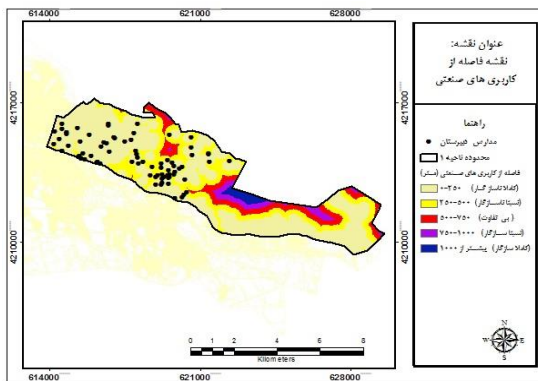 614000 621000 628000
4217000 4217000
4210000 4210000
عنوان نقشه:
نقشه فاصله از
کاربری های صنعتی
راهنما
مدارس دبیرستان
محدوده ناحیه ۱
فاصله از کاربری های صنعتی (متر)
(کاملا ناسازگار) ۲۵۰-۰
(نسبتا ناسازگار) ۵۰۰-۲۵۰
(بی تفاوت) ۷۵۰-۵۰۰
(نسبتا سازگار) ۱۰۰۰-۷۵۰
(کاملا سازگار) بیشتر از ۱۰۰۰
N
W E
S
0 1 2 4 6 8
Kilometers
614000 621000 628000